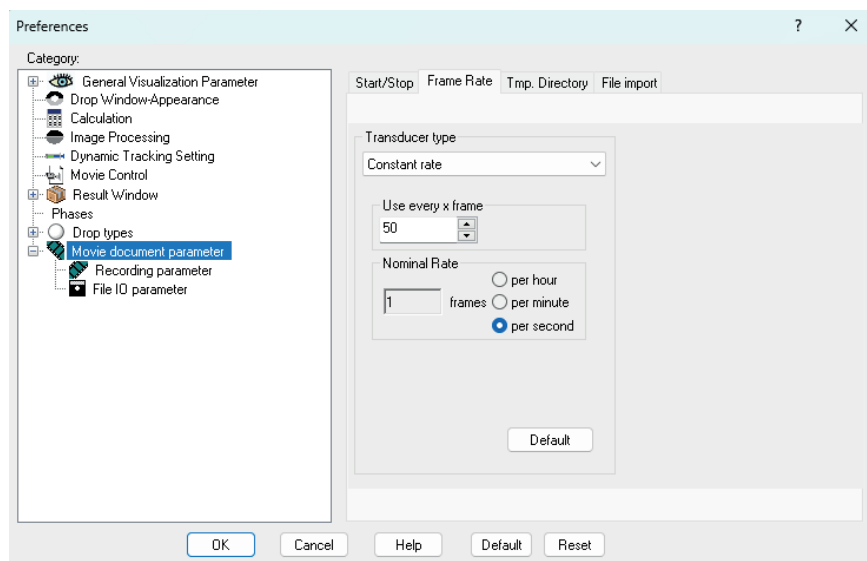 Preferences
?
Category:
General Visualization Parameter
Drop Window-Appearance
Calculation
Image Processing
Dynamic Tracking Setting
Movie Control
Result Window
Phases
Drop types
Movie document parameter
Recording parameter
File IO parameter
Start/Stop Frame Rate Tmp. Directory File import
Transducer type
Constant rate
Use every x frame
50
Nominal Rate
per hour
1 frames per minute
per second
Default
OK Cancel Help Default Reset